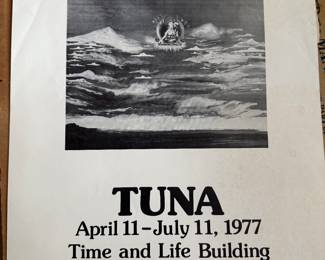 TUNA
April 11–July 11, 1977
Time and Life Building